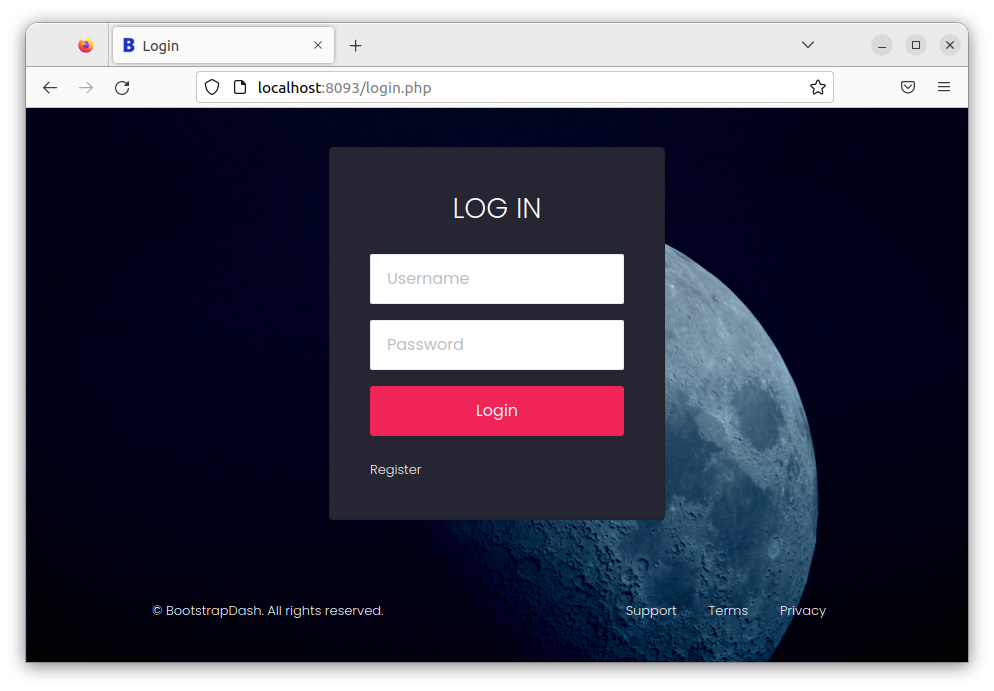 Login
localhost:8093/login.php
LOG IN
Username
Password
Login
Register
© BootstrapDash. All rights reserved.
Support Terms Privacy